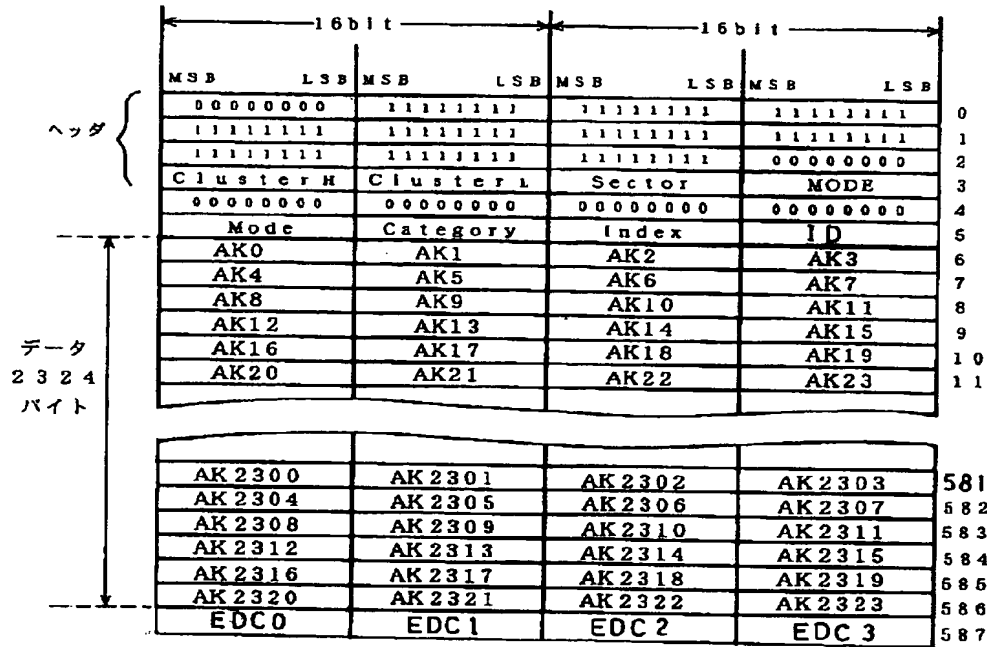 16bit 16bit
MSB LSB MSB LSB MSB LSB MSB LSB
00000000 11111111 11111111 11111111 0
ヘッダ
11111111 11111111 11111111 11111111 1
11111111 11111111 11111111 00000000 2
ClusterH ClusterL Sector MODE 3
00000000 00000000 00000000 00000000 4
Mode Category Index ID 5
AK0 AK1 AK2 AK3 6
AK4 AK5 AK6 AK7 7
AK8 AK9 AK10 AK11 8
AK12 AK13 AK14 AK15 9
AK16 AK17 AK18 AK19 10
AK20 AK21 AK22 AK23 11
データ
2324
バイト
AK2300 AK2301 AK2302 AK2303 581
AK2304 AK2305 AK2306 AK2307 582
AK2308 AK2309 AK2310 AK2311 583
AK2312 AK2313 AK2314 AK2315 584
AK2316 AK2317 AK2318 AK2319 585
AK2320 AK2321 AK2322 AK2323 586
EDC0 EDC1 EDC2 EDC3 587